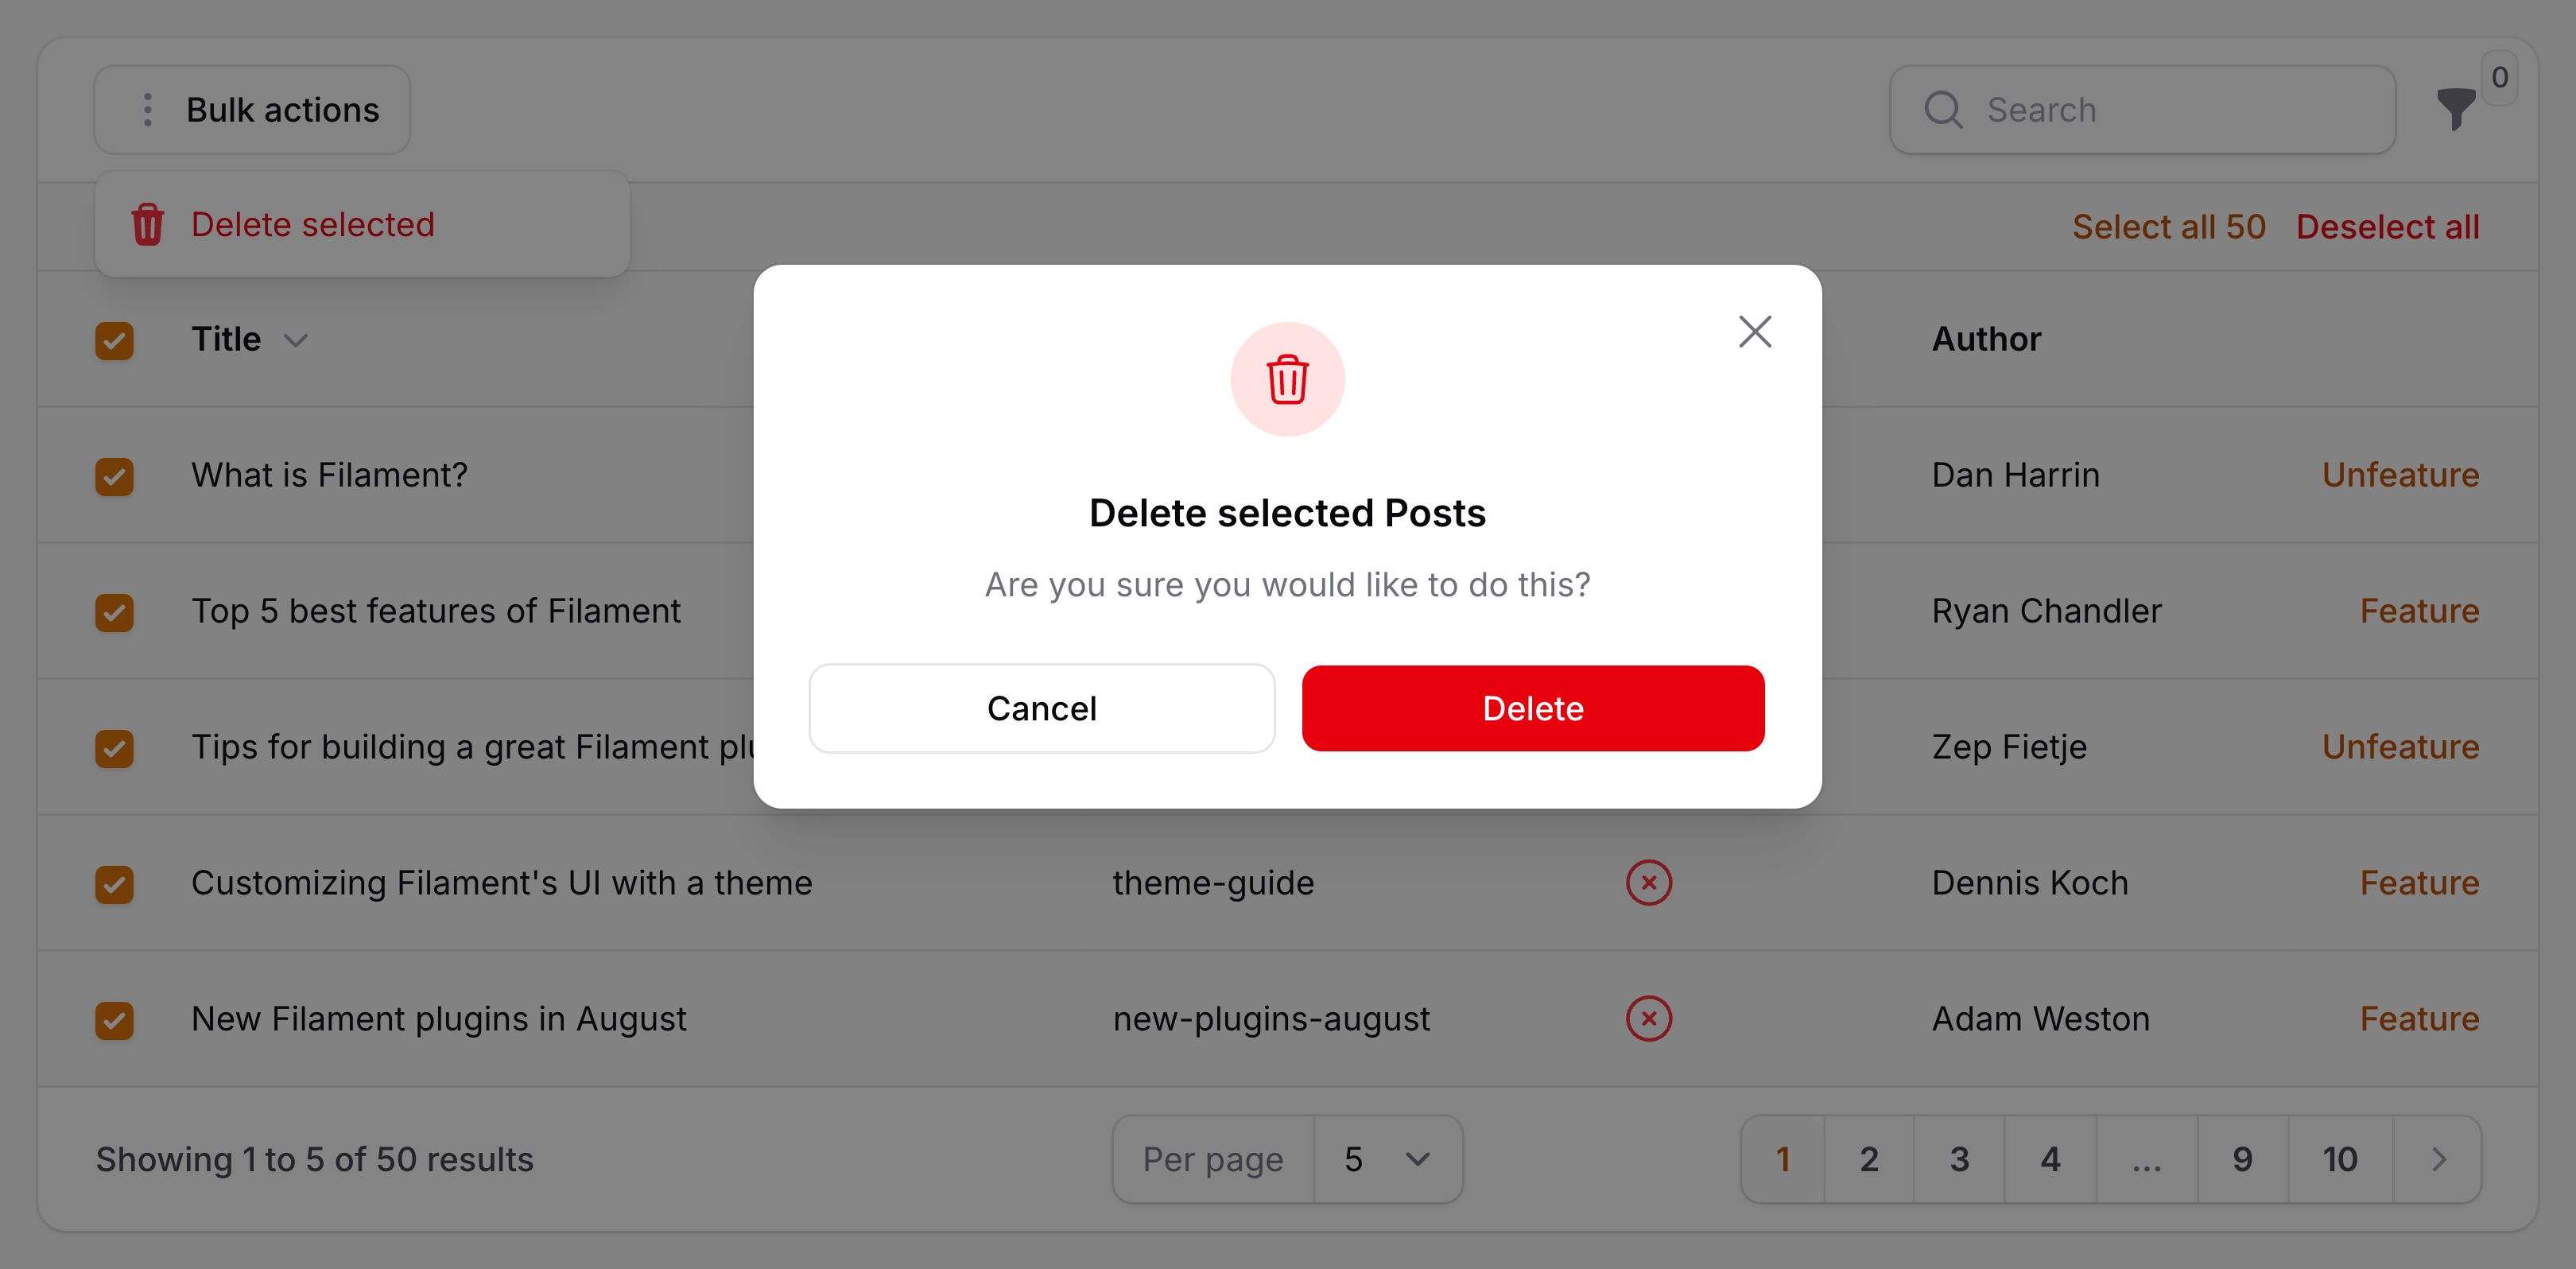 Bulk actions
Search
0
Delete selected
Select all 50 Deselect all
Title
Author
What is Filament?
Dan Harrin
Unfeature
Top 5 best features of Filament
Ryan Chandler
Feature
Tips for building a great Filament
Zep Fietje
Unfeature
Delete selected Posts
Are you sure you would like to do this?
Cancel
Delete
Customizing Filament's UI with a theme
theme-guide
Dennis Koch
Feature
New Filament plugins in August
new-plugins-august
Adam Weston
Feature
Showing 1 to 5 of 50 results
Per page
5
1 2 3 4 ... 9 10